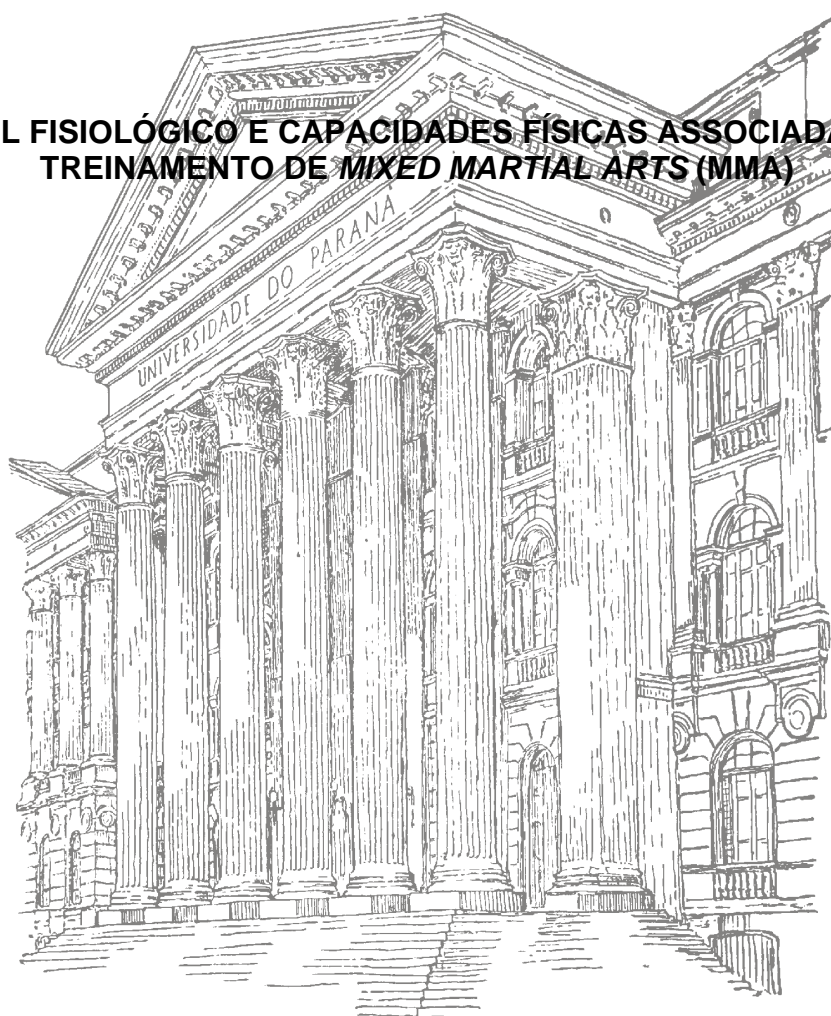 L FISIOLÓGICO E CAPACIDADES FÍSICAS ASSOCIADA
TREINAMENTO DE MIXED MARTIAL ARTS (MMA)
UNIVERSIDADE DO PARANA